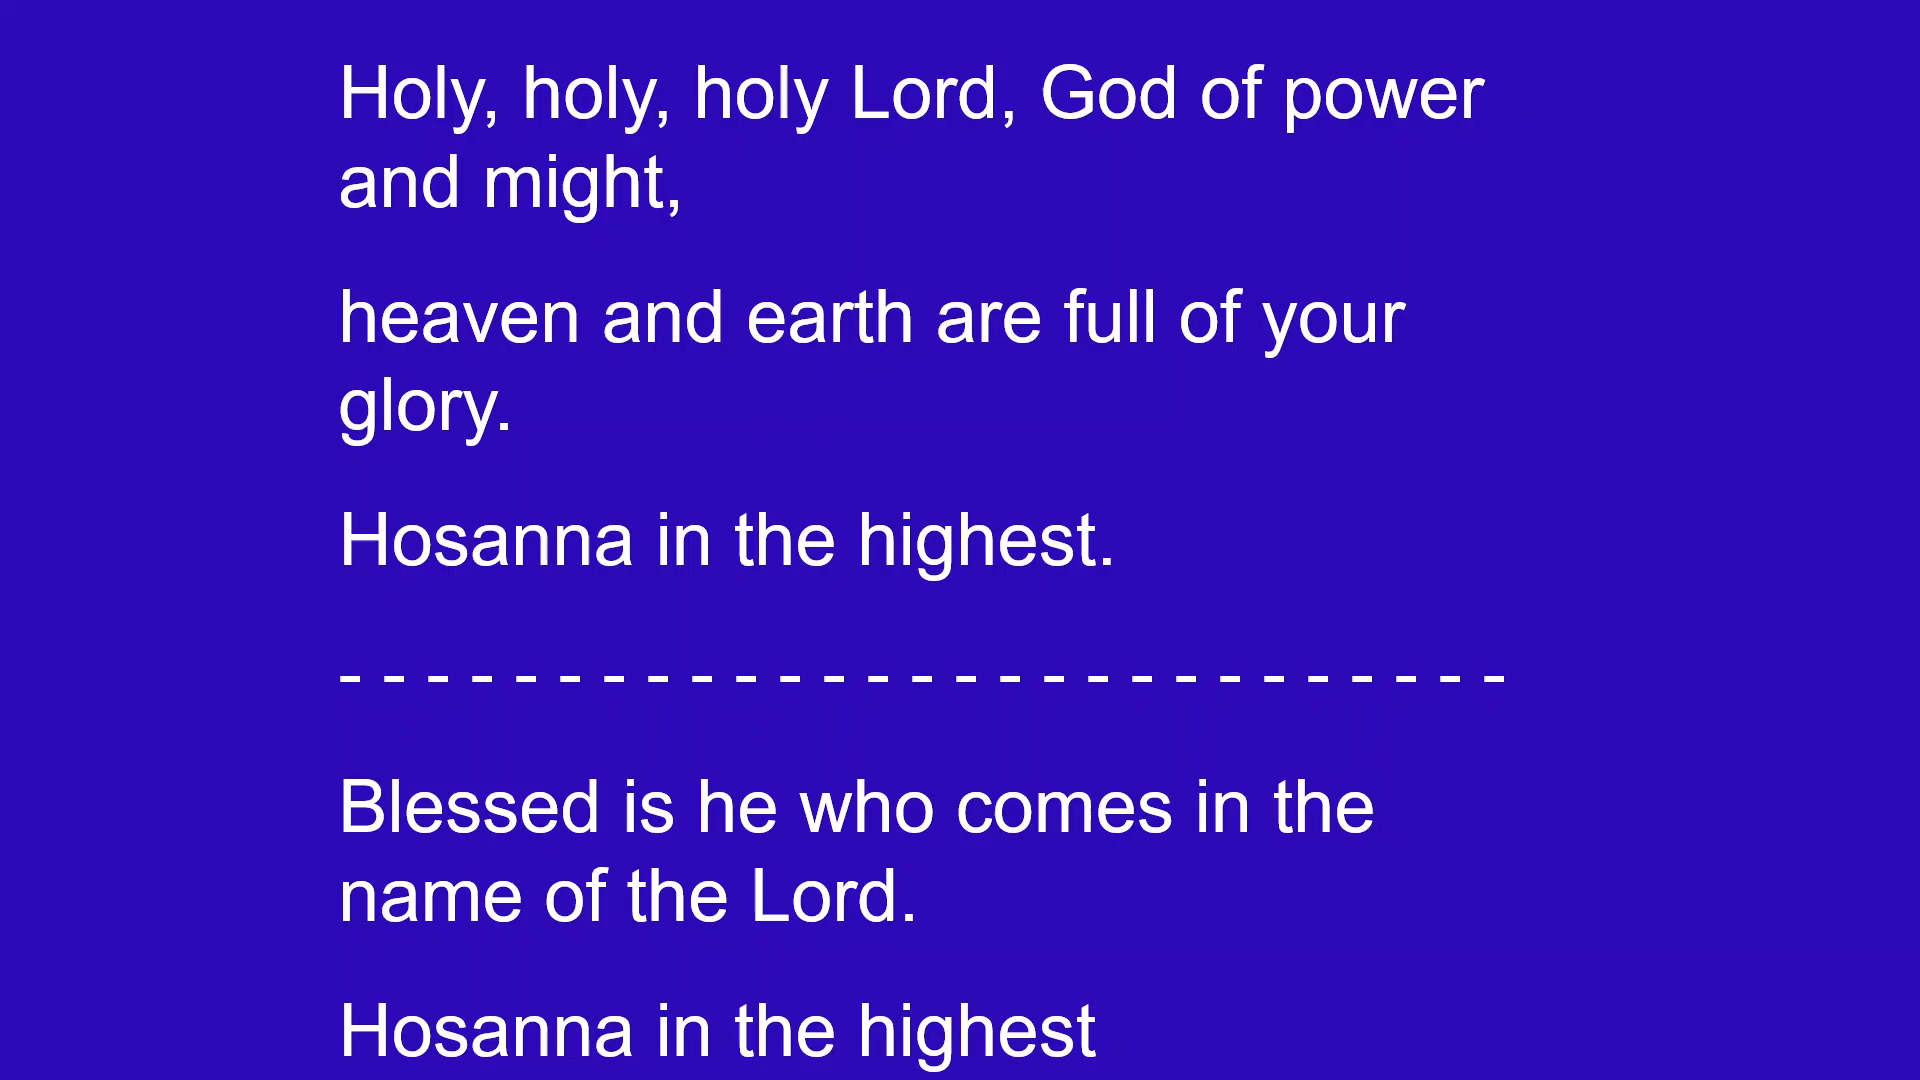 Holy, holy, holy Lord, God of power
and might,
heaven and earth are full of your
glory.
Hosanna in the highest.
- - - - - - - - - - - - - - - - - - - - - - - - - - -
Blessed is he who comes in the
name of the Lord.
Hosanna in the highest